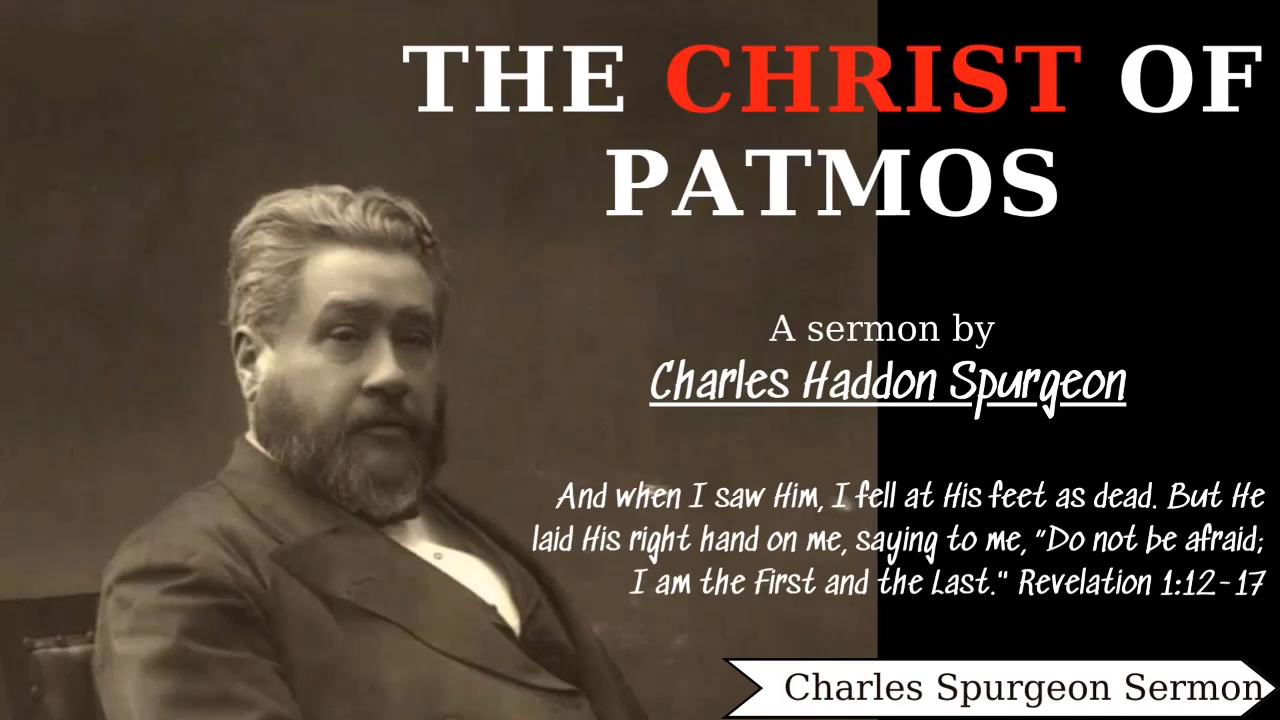 THE CHRIST OF
PATMOS
A sermon by
Charles Haddon Spurgeon
And when I saw Him, I fell at His feet as dead. But He
laid His right hand on me, saying to me, “Do not be afraid;
I am the First and the Last." Revelation 1:12-17
Charles Spurgeon Sermon